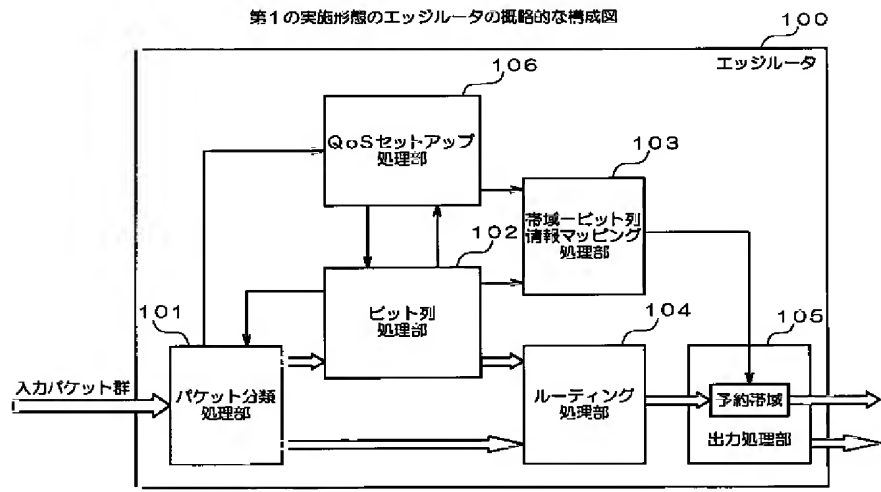 第1の実施形態のエッジルータの概略的な構成図
100
エッジルータ
106
QoSセットアップ
処理部
103
帯域ービット列
情報マッピング
処理部
102
ビット列
処理部
101
104
105
入力パケット群
パケット分類
処理部
ルーティング
処理部
予約帯域
出力処理部